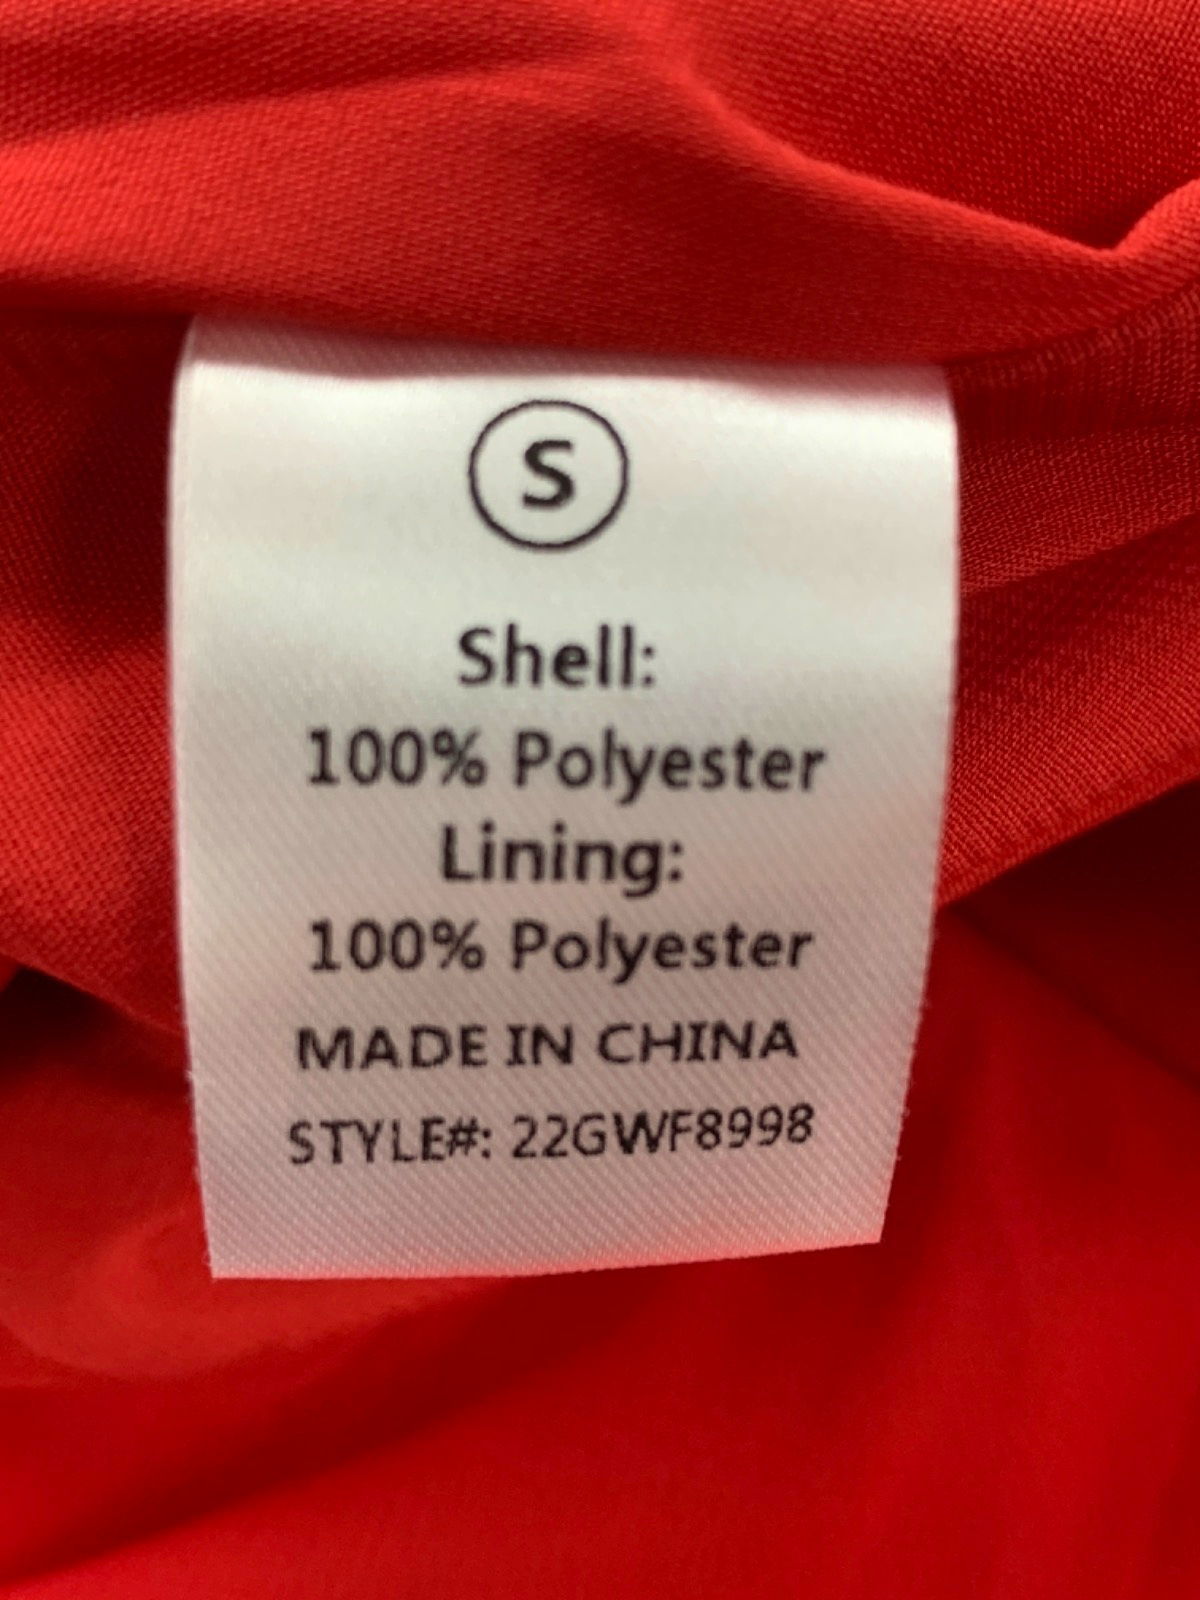 S
Shell:
100% Polyester
Lining:
100% Polyester
MADE IN CHINA
STYLE#: 22GWF8998